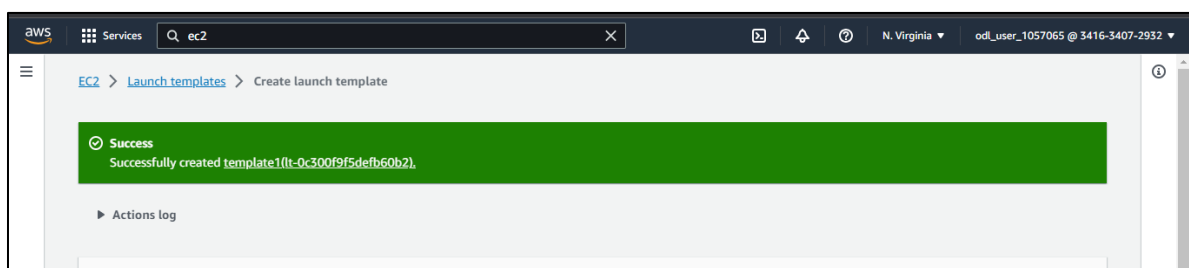 aws Services ec2 N. Virginia ▼ odl_user_1057065 @ 3416-3407-2932 ▼
EC2 > Launch templates > Create launch template
Success
Successfully created template1(lt-0c300f9f5defb60b2).
Actions log